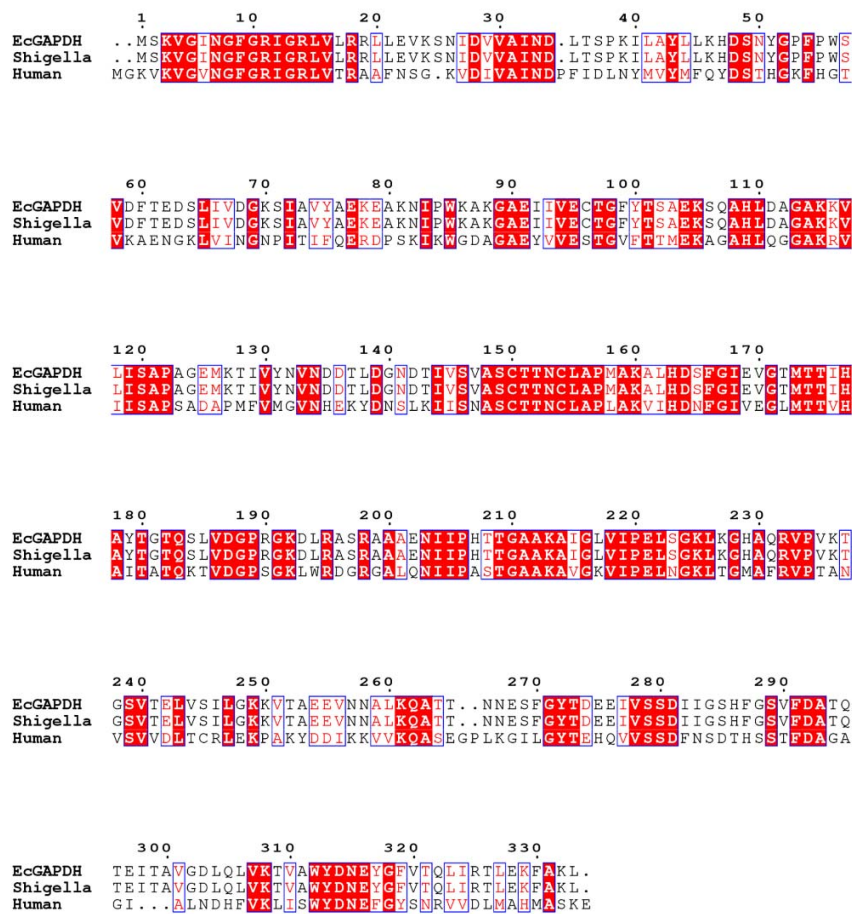 1 10 20 30 40 50
EcGAPDH ..MSKVGINGFGRIGRLVLRRLLEVKSNIDVVAIND.LTSPKILAYLLKHDSNYGPFPWS
Shigella ..MSKVGINGFGRIGRLVLRRLLEVKSNIDVVAIND.LTSPKILAYLLKHDSNYGPFPWS
Human MGKVKVGVNGFGRIGRLVTRAAFNSG.KVDIVAINDPFIDLNYMVYMFQYDSTHGKFHGT
60 70 80 90 100 110
EcGAPDH VDFTEDSLIVDGKSIAVYAEKEAKNIPWKAKGAEIIVECTGFYTSAEKSQAHLDAGAKKV
Shigella VDFTEDSLIVDGKSIAVYAEKEAKNIPWKAKGAEIIVECTGFYTSAEKSQAHLDAGAKKV
Human VKAENGKLVINGNPITIFQERDPSKIKWGDAGAEYVVESTGVFTTMEKAGAHLQGGAKRV
120 130 140 150 160 170
EcGAPDH LISAPAGEMKTIVYNVNDDTLDGNDTIVSVASCTTNCLAPMAKALHDSFGIEVGTMTTIH
Shigella LISAPAGEMKTIVYNVNDDTLDGNDTIVSVASCTTNCLAPMAKALHDSFGIEVGTMTTIH
Human IISAPSADAPMFVMGVNHEKYDNSLKIISNASCTTNCLAPLAKVIHDNFGIVEGLMTTVH
180 190 200 210 220 230
EcGAPDH AYTGTQSLVDGPRGKDLRASRAAAENIIPHTTGAAKAIGLVIPELSGKLKGHAQRVPVKT
Shigella AYTGTQSLVDGPRGKDLRASRAAAENIIPHTTGAAKAIGLVIPELSGKLKGHAQRVPVKT
Human AITATQKTVDGPSGKLWRDGRGALQNIIPASTGAAKAVGKVIPELNGKLTGMAFRVPTAN
240 250 260 270 280 290
EcGAPDH GSVTELVSILGKKVTAEEVNNALKQATT..NNESFGYTDEEIVSSDIIGSHFGSVFDATQ
Shigella GSVTELVSILGKKVTAEEVNNALKQATT..NNESFGYTDEEIVSSDIIGSHFGSVFDATQ
Human VSVVDLTCRLEKPAKYDDIKKVVKQASEGPLKGILGYTEHQVVSSDFNSDTHSSTFDAGA
300 310 320 330
EcGAPDH TEITAVGDLQLVKTVAWYDNEYGFVTQLIRTLEKFAKL.
Shigella TEITAVGDLQLVKTVAWYDNEYGFVTQLIRTLEKFAKL.
Human GI...ALNDHFVKLISWYDNEFGYSNRVVDLMAHMASKE